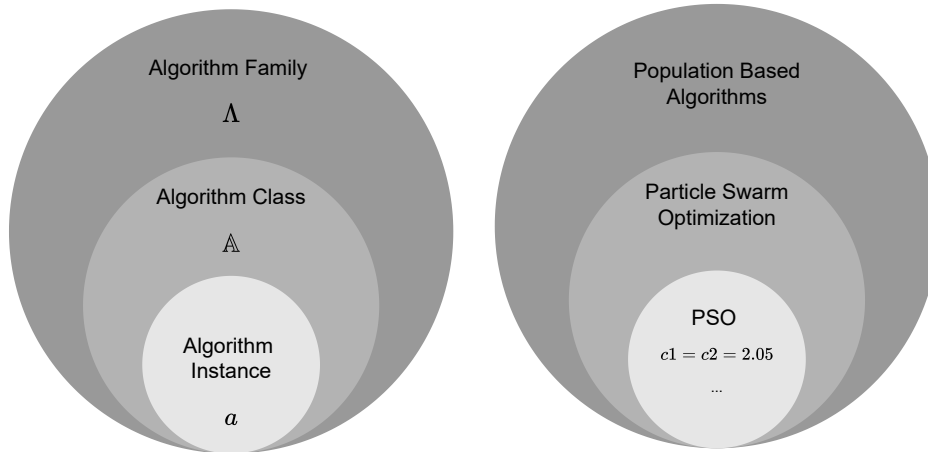 Algorithm Family
Λ
Algorithm Class
𝔸
Algorithm
Instance
a
Population Based
Algorithms
Particle Swarm
Optimization
PSO
c1 = c2 = 2.05
...